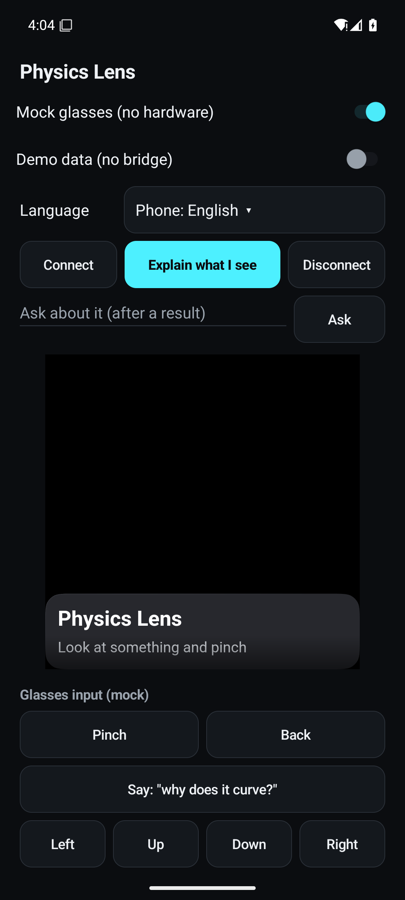 4:04
Physics Lens
Mock glasses (no hardware)
Demo data (no bridge)
Language
Phone: English
Connect
Explain what I see
Disconnect
Ask about it (after a result)
Ask
Physics Lens
Look at something and pinch
Glasses input (mock)
Pinch
Back
Say: "why does it curve?"
Left
Up
Down
Right